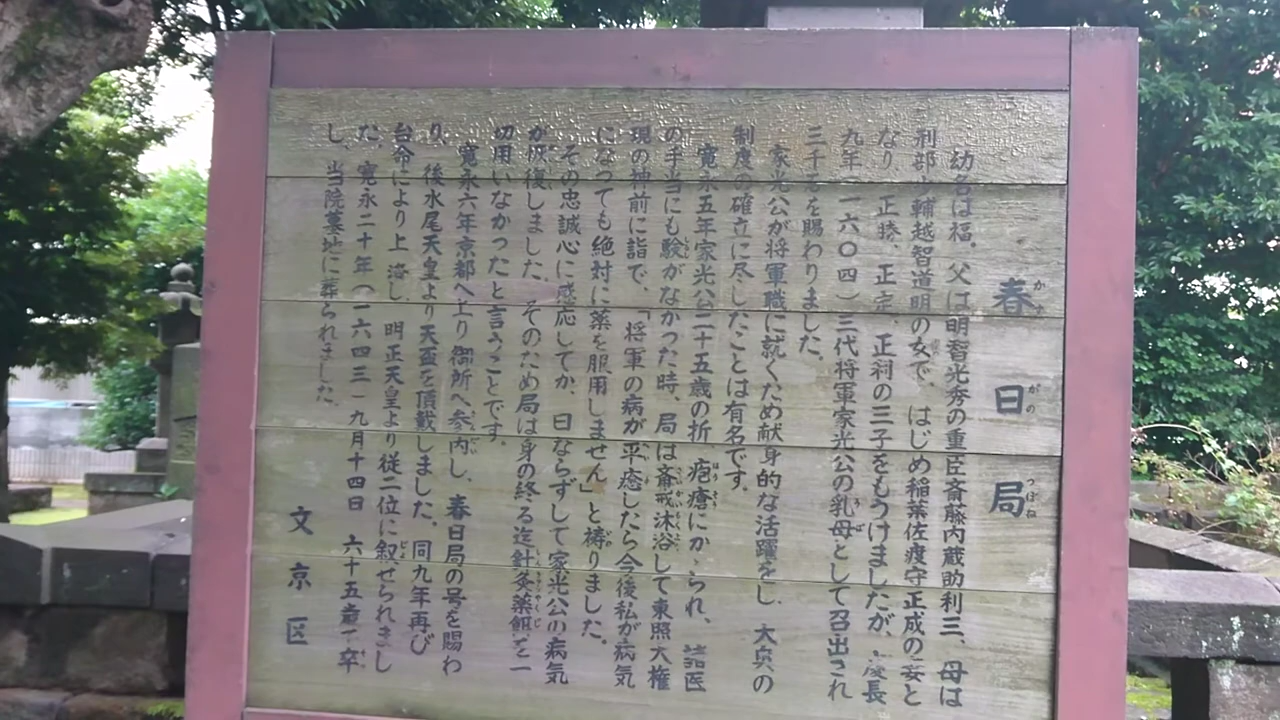 春日局
かすがのつぼね
幼名は福。父は明智光秀の重臣斎藤内蔵助利三、母は
刑部少輔越智道明の女で、はじめ稲葉佐渡守正成の妾と
なり、正勝、正定、正利の三子をもうけましたが、慶長
九年(一六〇四)三代将軍家光公の乳母として召出され
三千石を賜わりました。
家光公が将軍職に就くため献身的な活躍をし、大奥の
制度の確立に尽したことは有名です。
寛永五年家光公二十五歳の折、疱瘡にかゝられ、諸医
の手当にも験がなかった時、局は斎戒沐浴して東照大権
現の神前に詣で、「将軍の病が平癒したら今後私が病気
になっても絶対に薬を服用しません」と祷りました。
その忠誠心に感応してか、日ならずして家光公の病気
が恢復しました。そのため局は身の終る迄針灸薬餌を一
切用いなかったと言うことです。
寛永六年京都へ上り御所へ参内し、春日局の号を賜わ
り、後水尾天皇より天盃を頂戴しました。同九年再び
台命により上洛し、明正天皇より従二位に叙せられまし
た。寛永二十年(一六四三)九月十四日 六十五歳で卒
し、当院墓地に葬られました。
文京区